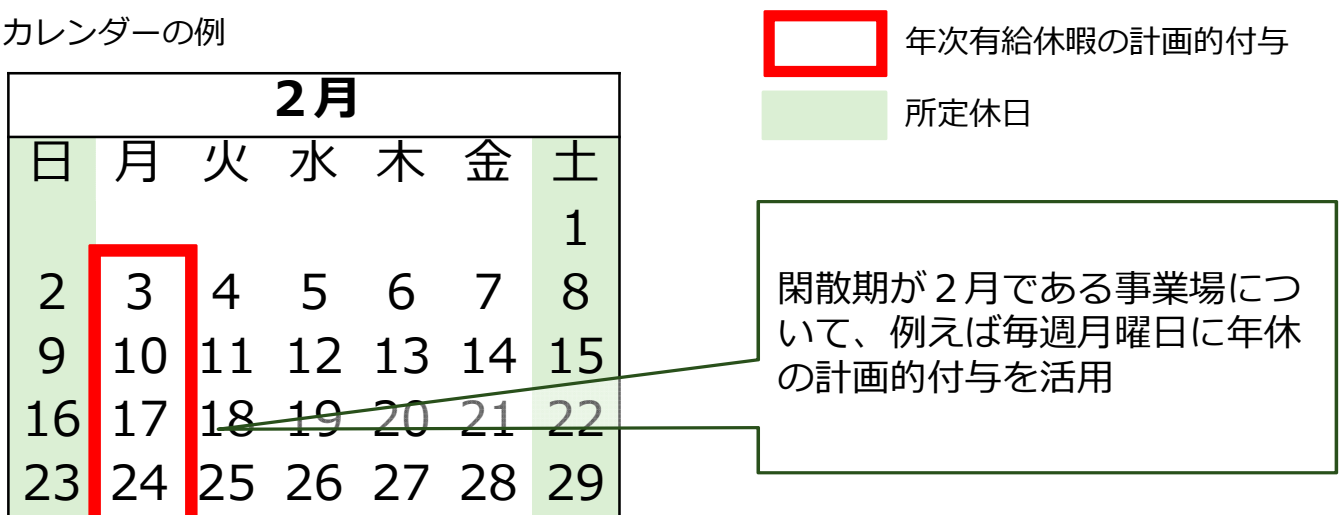 カレンダーの例
年次有給休暇の計画的付与
所定休日
２月
日 月 火 水 木 金 土
1
2 3 4 5 6 7 8
9 10 11 12 13 14 15
16 17 18 19 20 21 22
23 24 25 26 27 28 29
閑散期が２月である事業場につ
いて、例えば毎週月曜日に年休
の計画的付与を活用